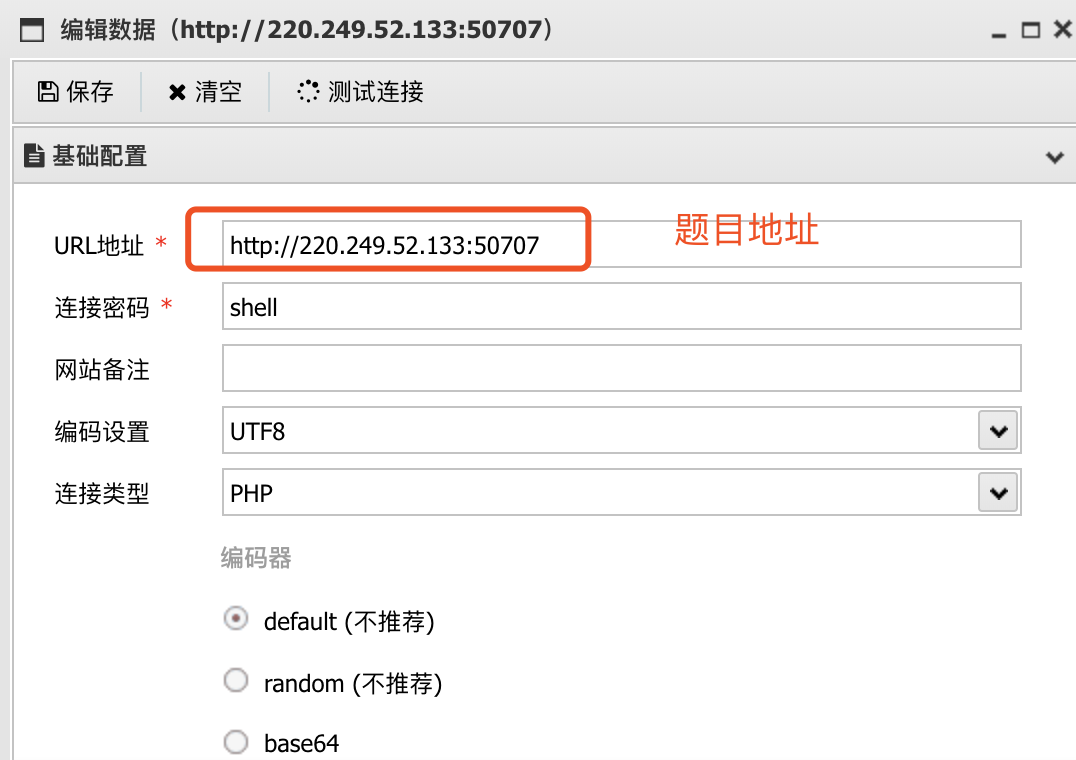 编辑数据（http://220.249.52.133:50707）
保存 清空 测试连接
基础配置
题目地址
URL地址 * http://220.249.52.133:50707
连接密码 * shell
网站备注
编码设置 UTF8
连接类型 PHP
编码器
default (不推荐)
random (不推荐)
base64